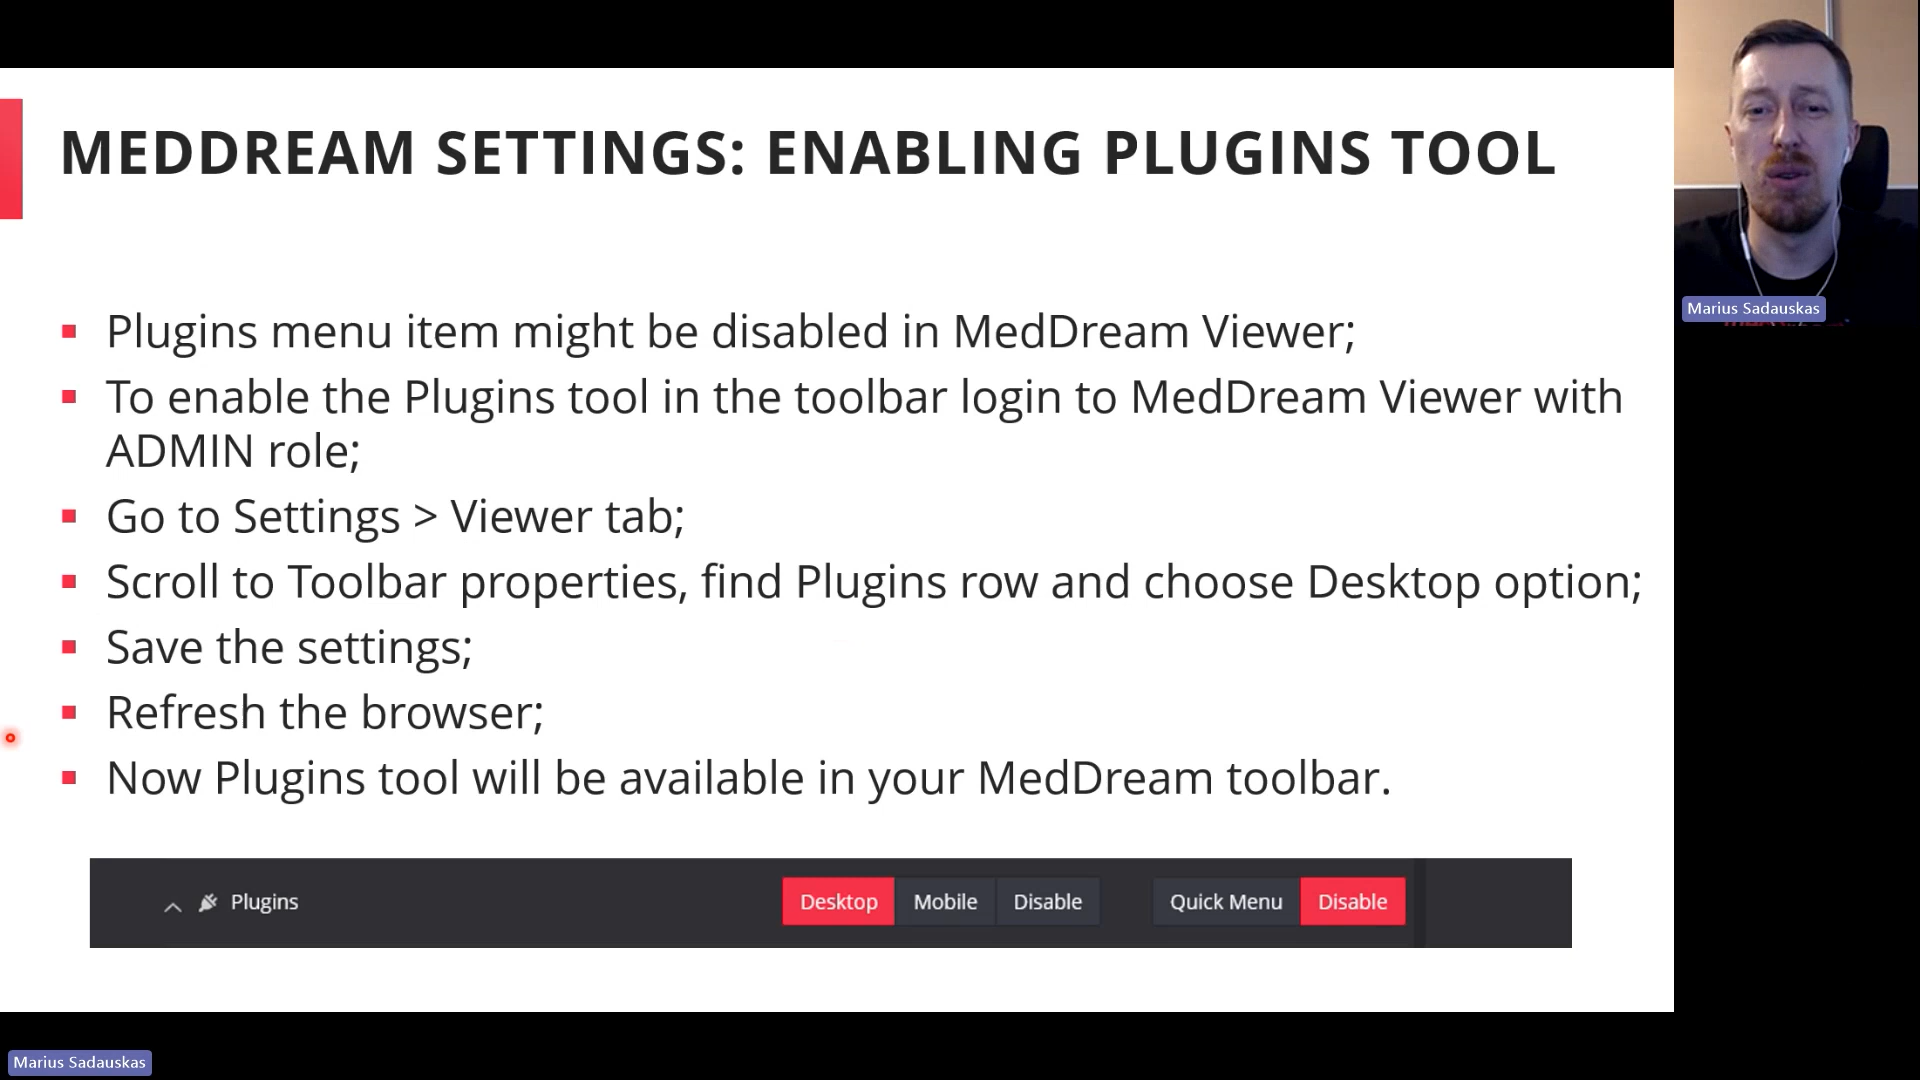 MEDDREAM SETTINGS: ENABLING PLUGINS TOOL
Plugins menu item might be disabled in MedDream Viewer;
To enable the Plugins tool in the toolbar login to MedDream Viewer with
ADMIN role;
Go to Settings > Viewer tab;
Scroll to Toolbar properties, find Plugins row and choose Desktop option;
Save the settings;
Refresh the browser;
Now Plugins tool will be available in your MedDream toolbar.
Plugins Desktop Mobile Disable Quick Menu Disable
Marius Sadauskas
Marius Sadauskas